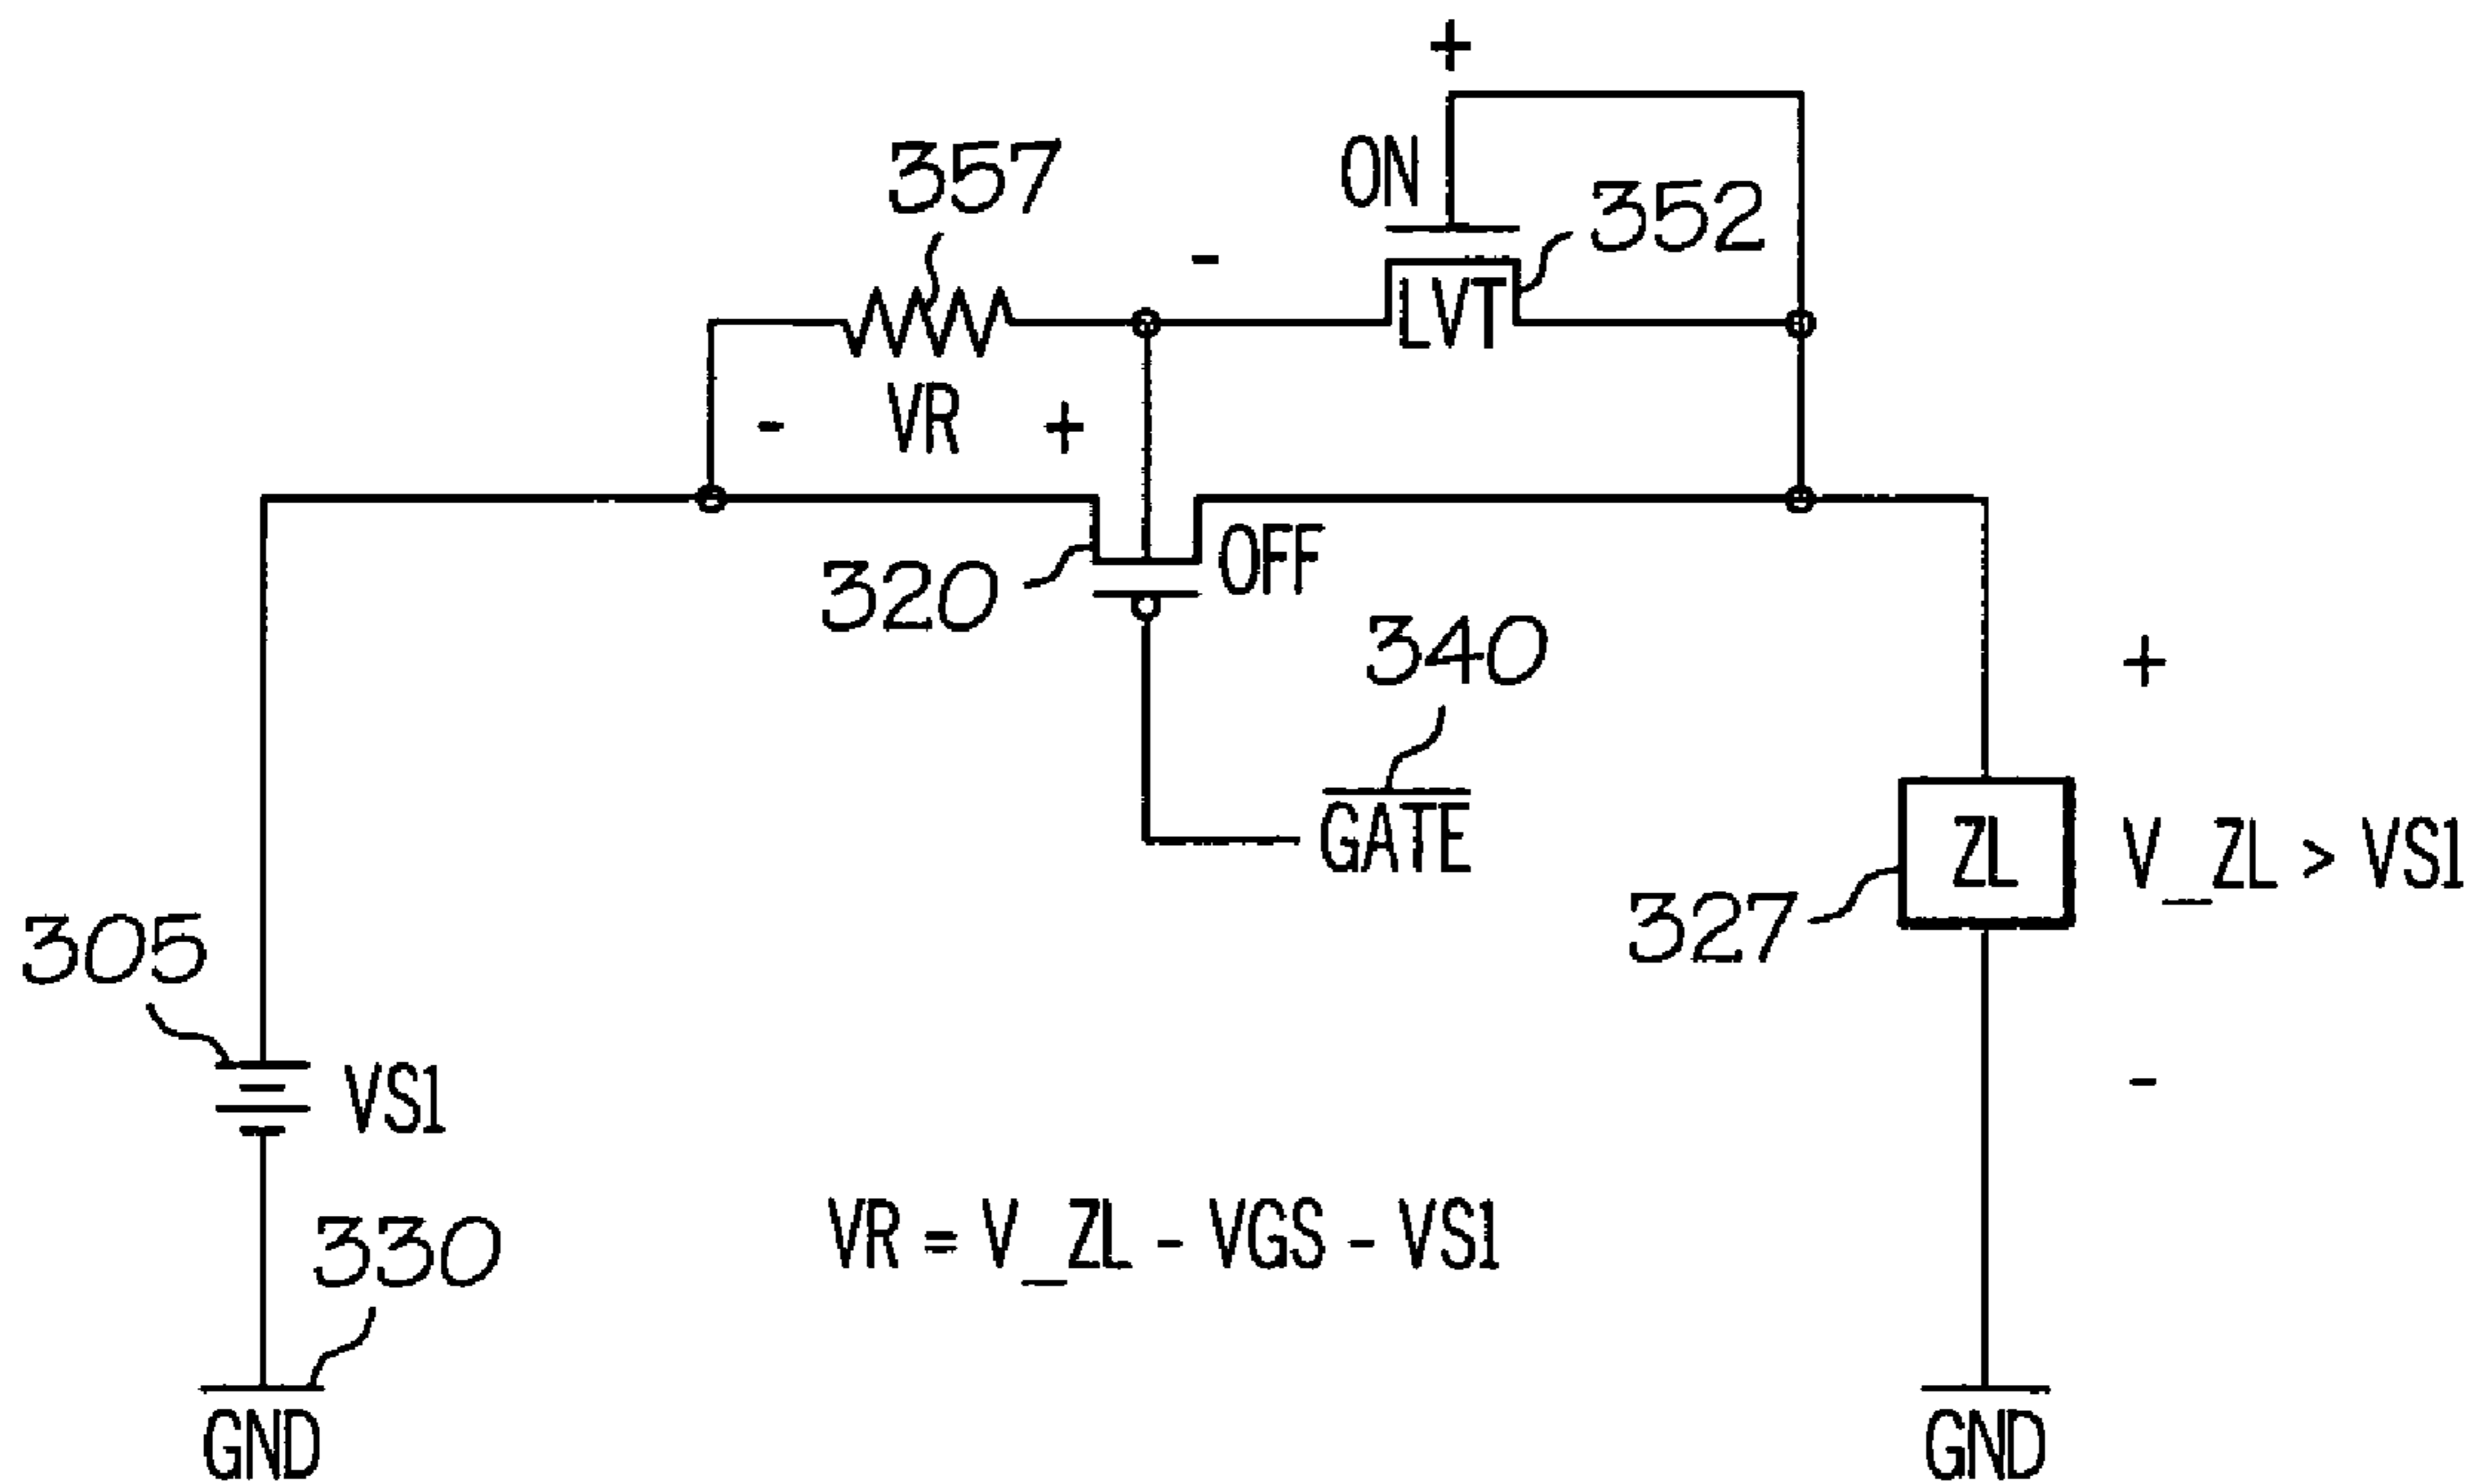 +
357
ON
352
-
LVT
- VR +
320
OFF
340
GATE
+
ZL
V_ZL > VS1
327
305
VS1
-
VR = V_ZL - VGS - VS1
330
GND
GND